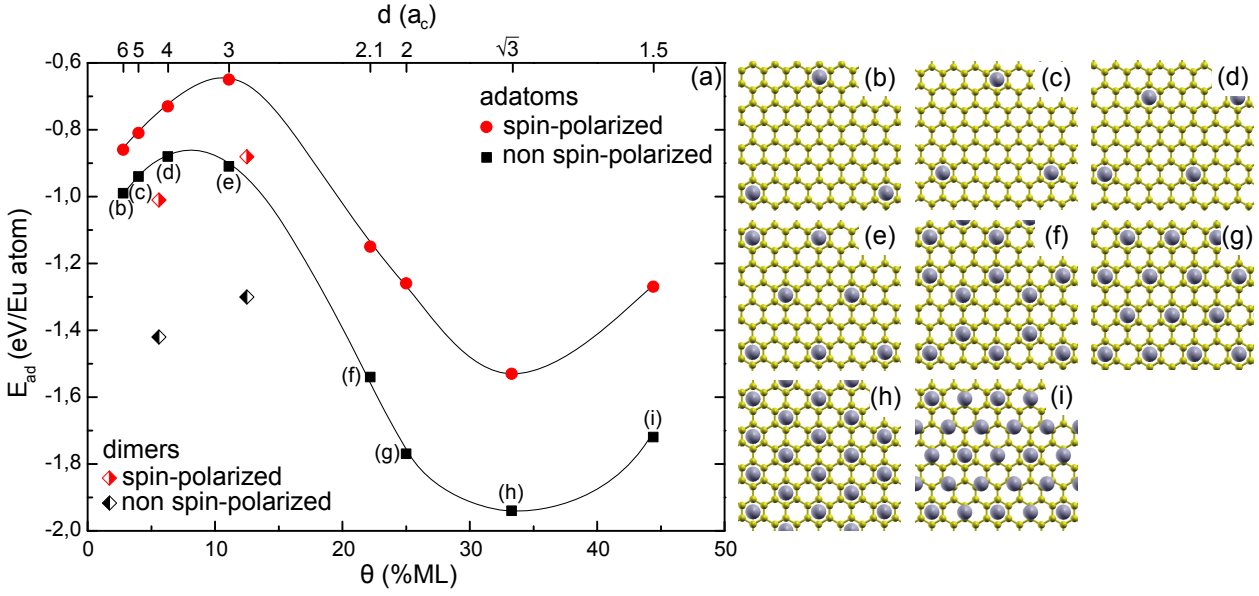 d (a_c)
6 5 4 3 2.1 2 √3 1.5
-0,6
-0,8
-1,0
-1,2
-1,4
-1,6
-1,8
-2,0
E_ad (eV/Eu atom)
(a)
adatoms
spin-polarized
non spin-polarized
(b)
(c)
(d)
(e)
(f)
(g)
(h)
(i)
dimers
spin-polarized
non spin-polarized
0 10 20 30 40 50
θ (%ML)
(b) (c) (d)
(e) (f) (g)
(h) (i)